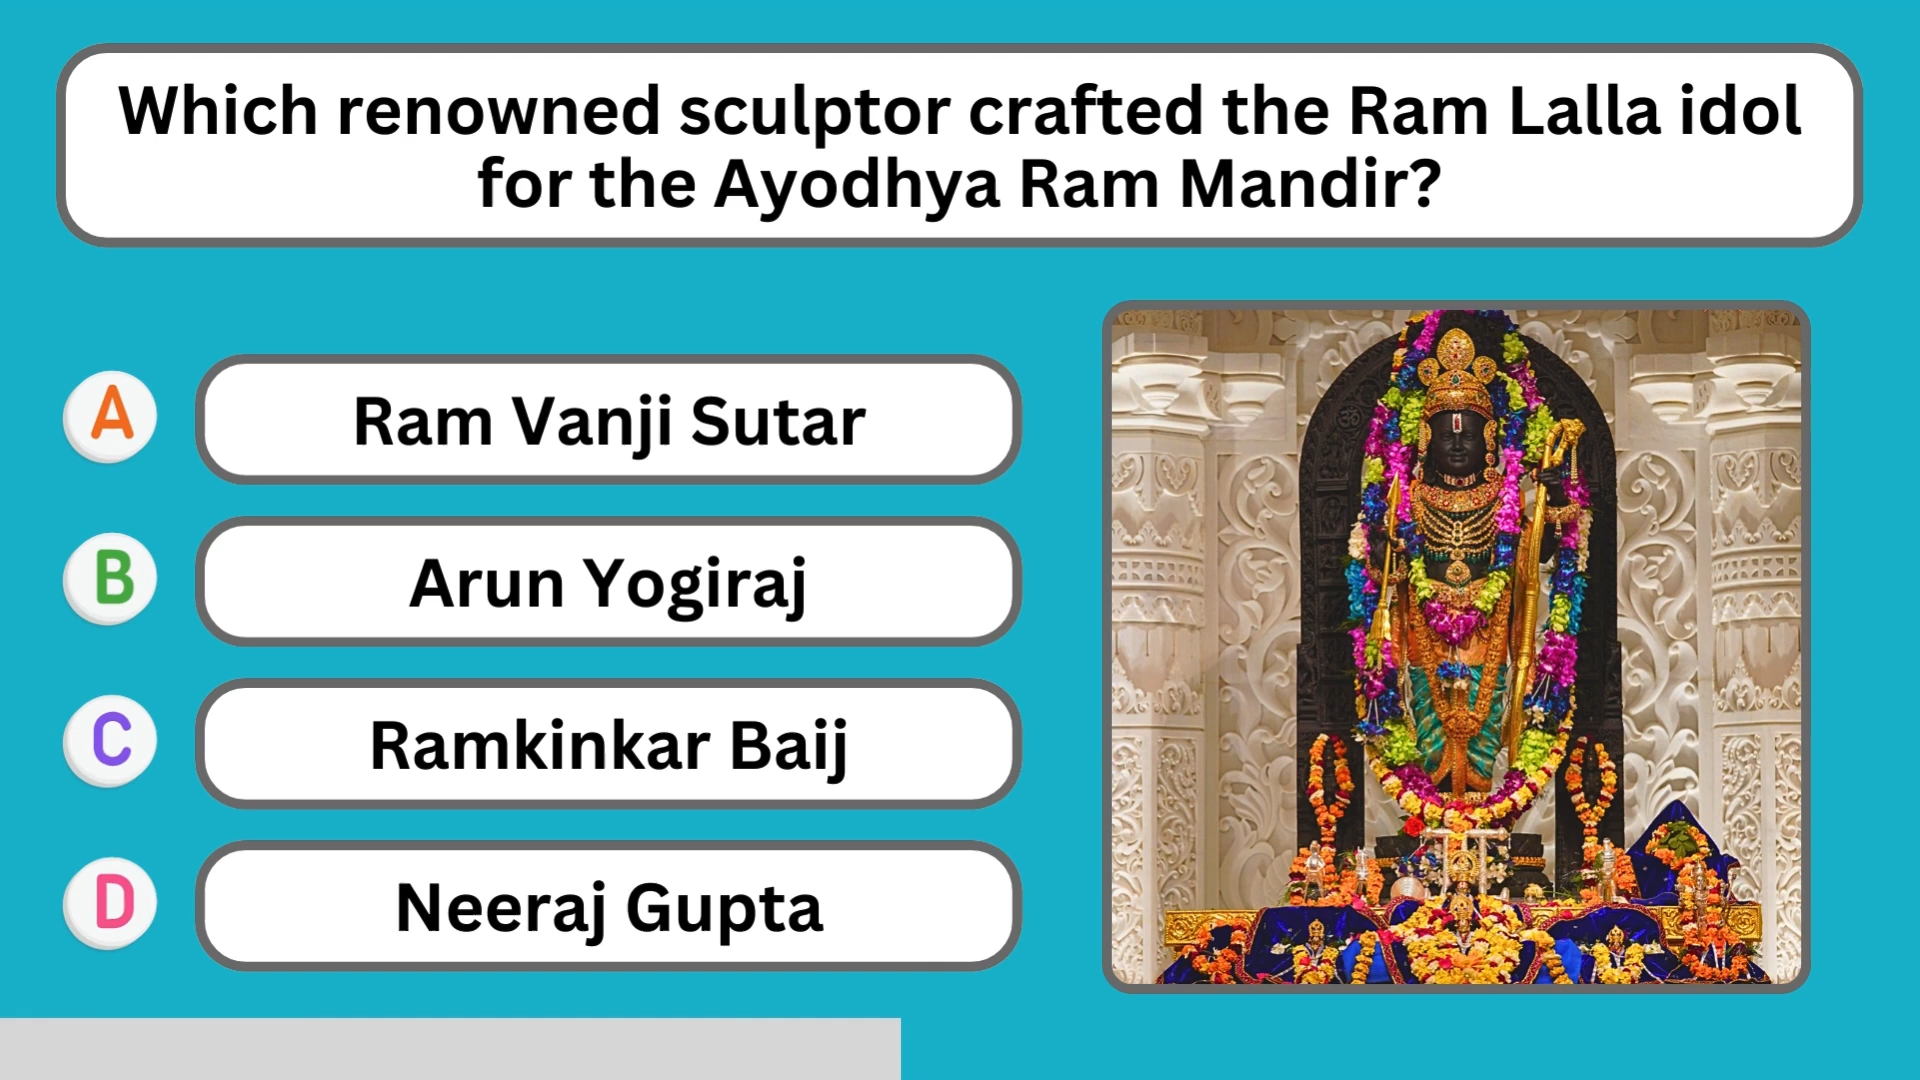 Which renowned sculptor crafted the Ram Lalla idol
for the Ayodhya Ram Mandir?
A Ram Vanji Sutar
B Arun Yogiraj
C Ramkinkar Baij
D Neeraj Gupta